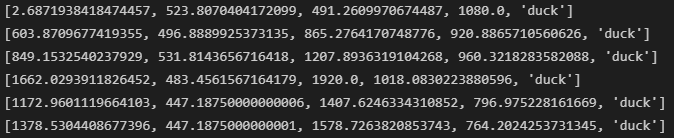 [2.6871938418474457, 523.8070404172099, 491.2609970674487, 1080.0, 'duck']
[603.8709677419355, 496.8889925373135, 865.2764170748776, 920.8865710560626, 'duck']
[849.1532540237929, 531.8143656716418, 1207.8936319104268, 960.3218283582088, 'duck']
[1662.0293911826452, 483.4561567164179, 1920.0, 1018.0830223880596, 'duck']
[1172.9601119664103, 447.18750000000006, 1407.6246334310852, 796.975228161669, 'duck']
[1378.5304408677396, 447.1875000000001, 1578.7263820853743, 764.2024253731345, 'duck']